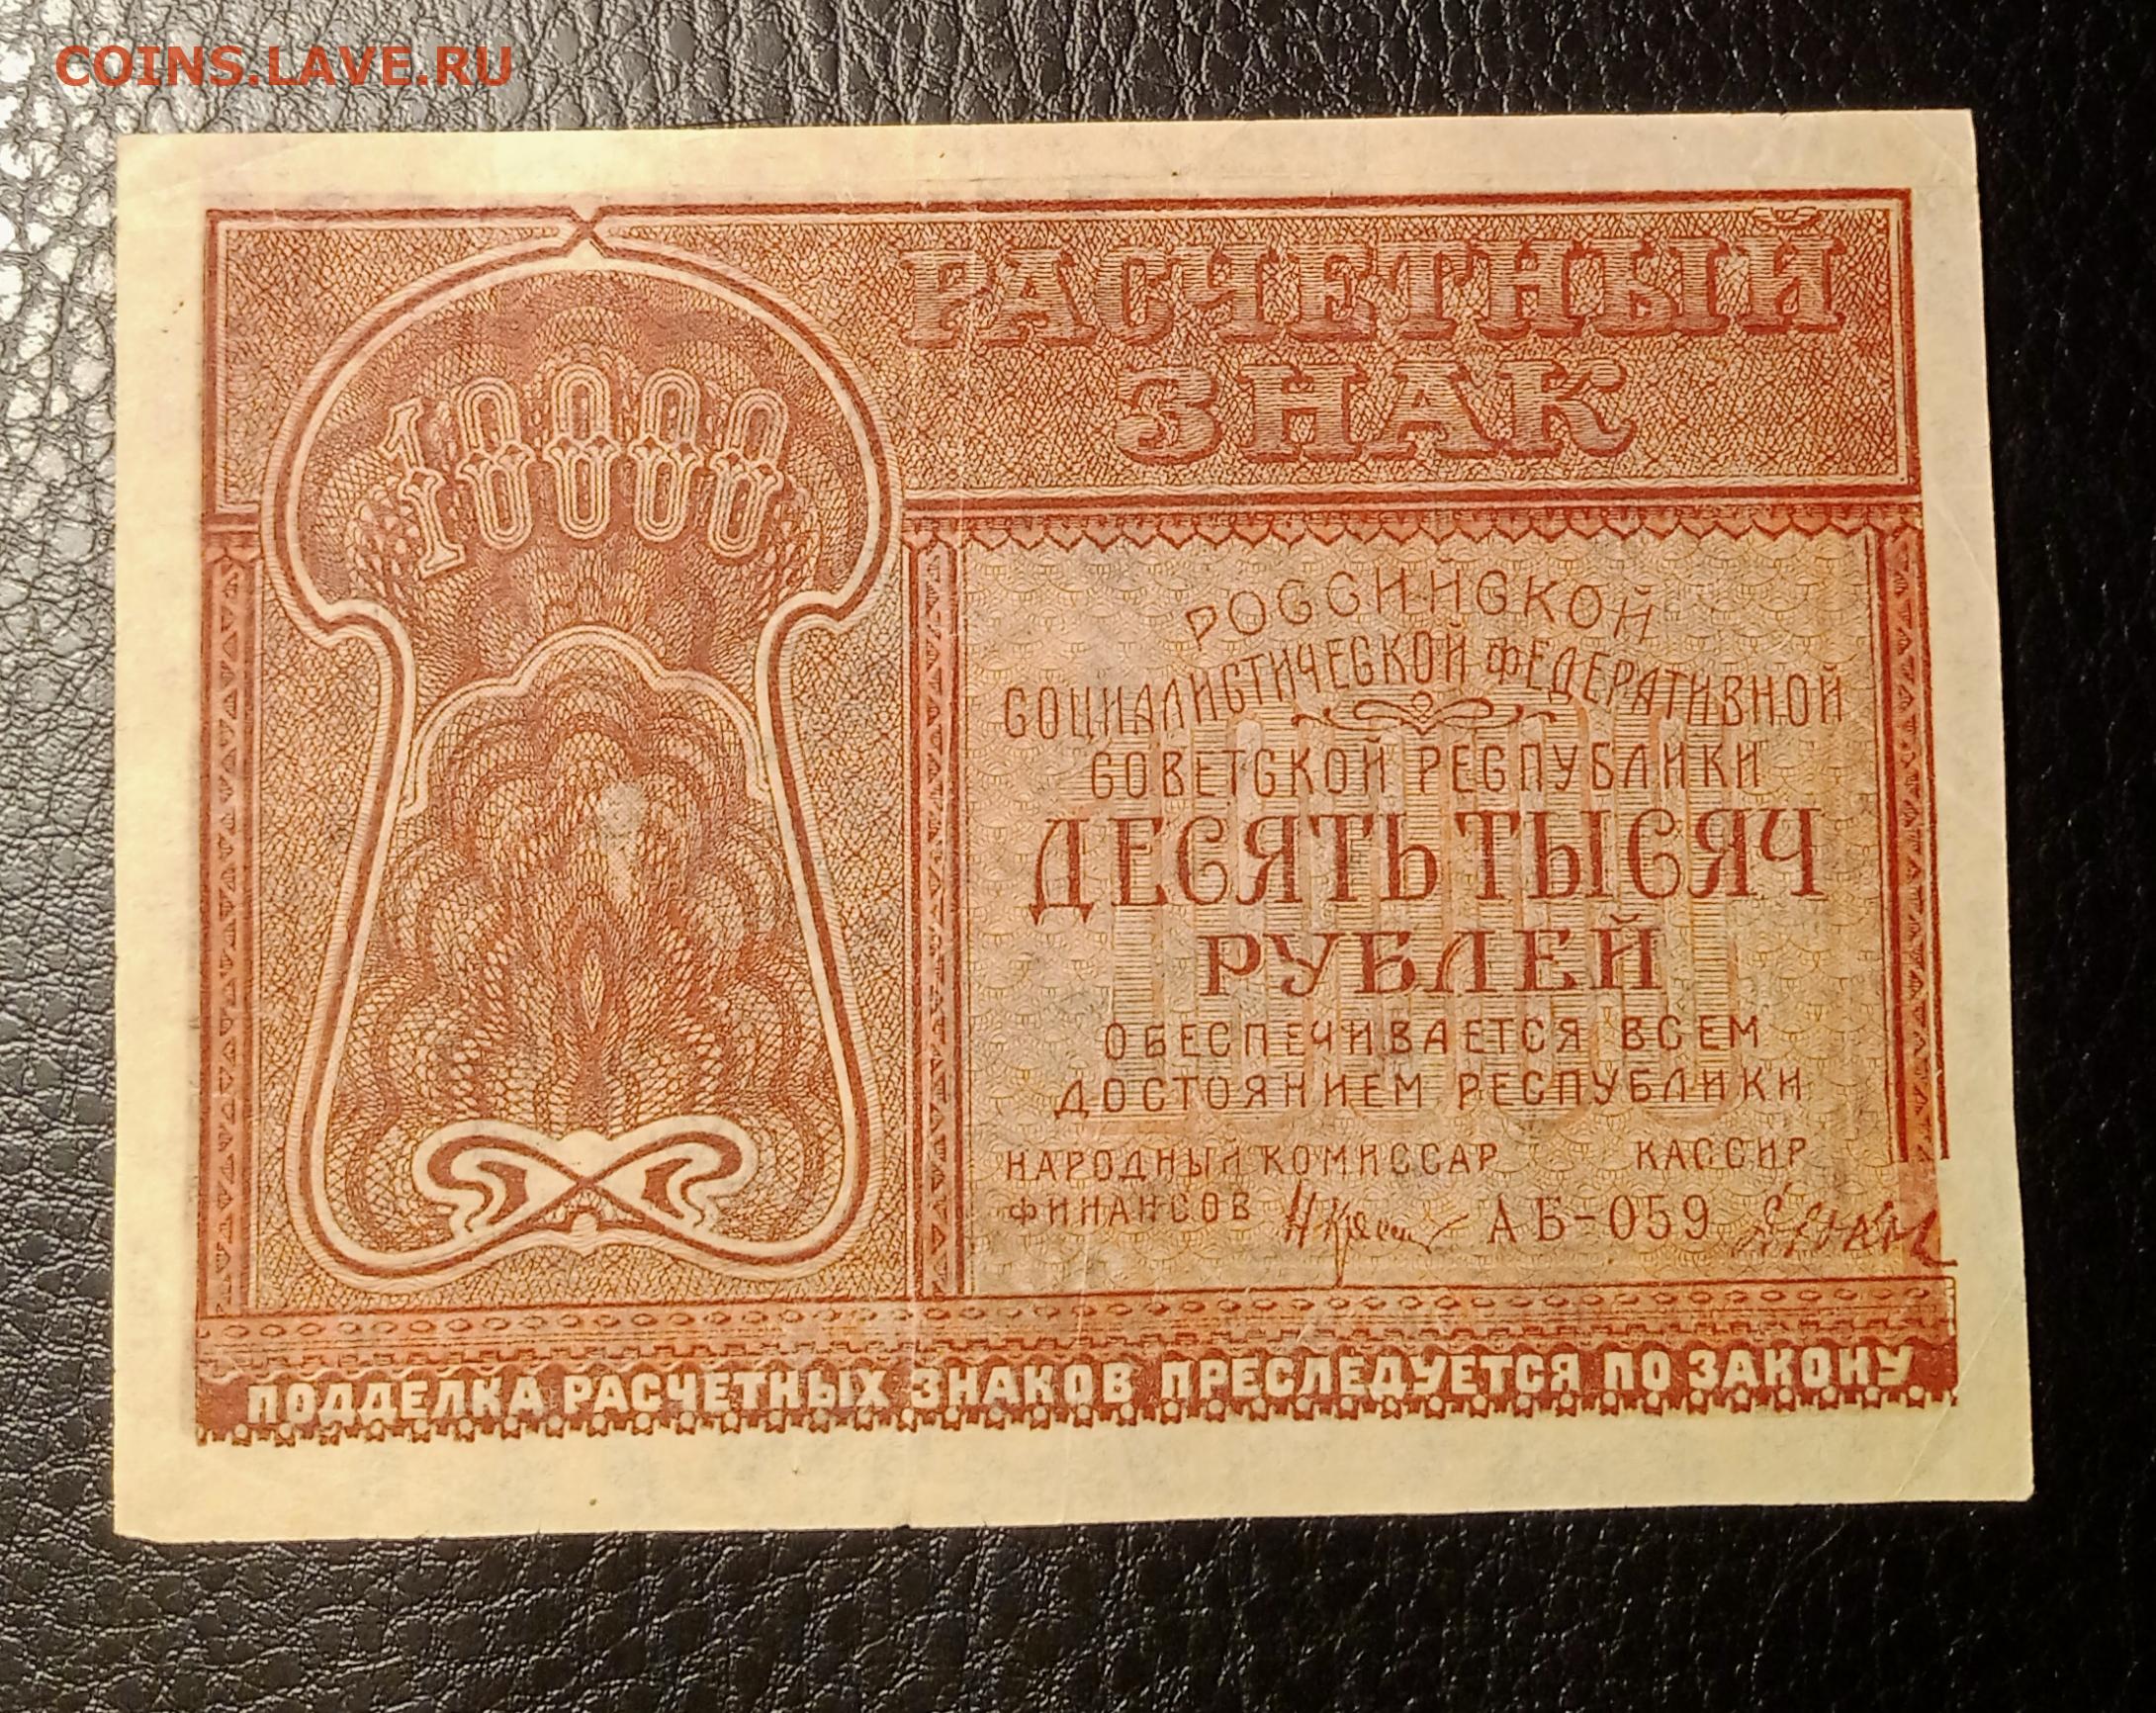 COINS.LAVE.RU
РАСЧЕТНЫЙ
ЗНАК
10000
РОССИЙСКОЙ
СОЦИАЛИСТИЧЕСКОЙ ФЕДЕРАТИВНОЙ
СОВЕТСКОЙ РЕСПУБЛИКИ
ДЕСЯТЬ ТЫСЯЧ
РУБЛЕЙ
ОБЕСПЕЧИВАЕТСЯ ВСЕМ
ДОСТОЯНИЕМ РЕСПУБЛИКИ
НАРОДНЫЙ КОМИССАР КАССИР
ФИНАНСОВ АБ-059
ПОДДЕЛКА РАСЧЕТНЫХ ЗНАКОВ ПРЕСЛЕДУЕТСЯ ПО ЗАКОНУ